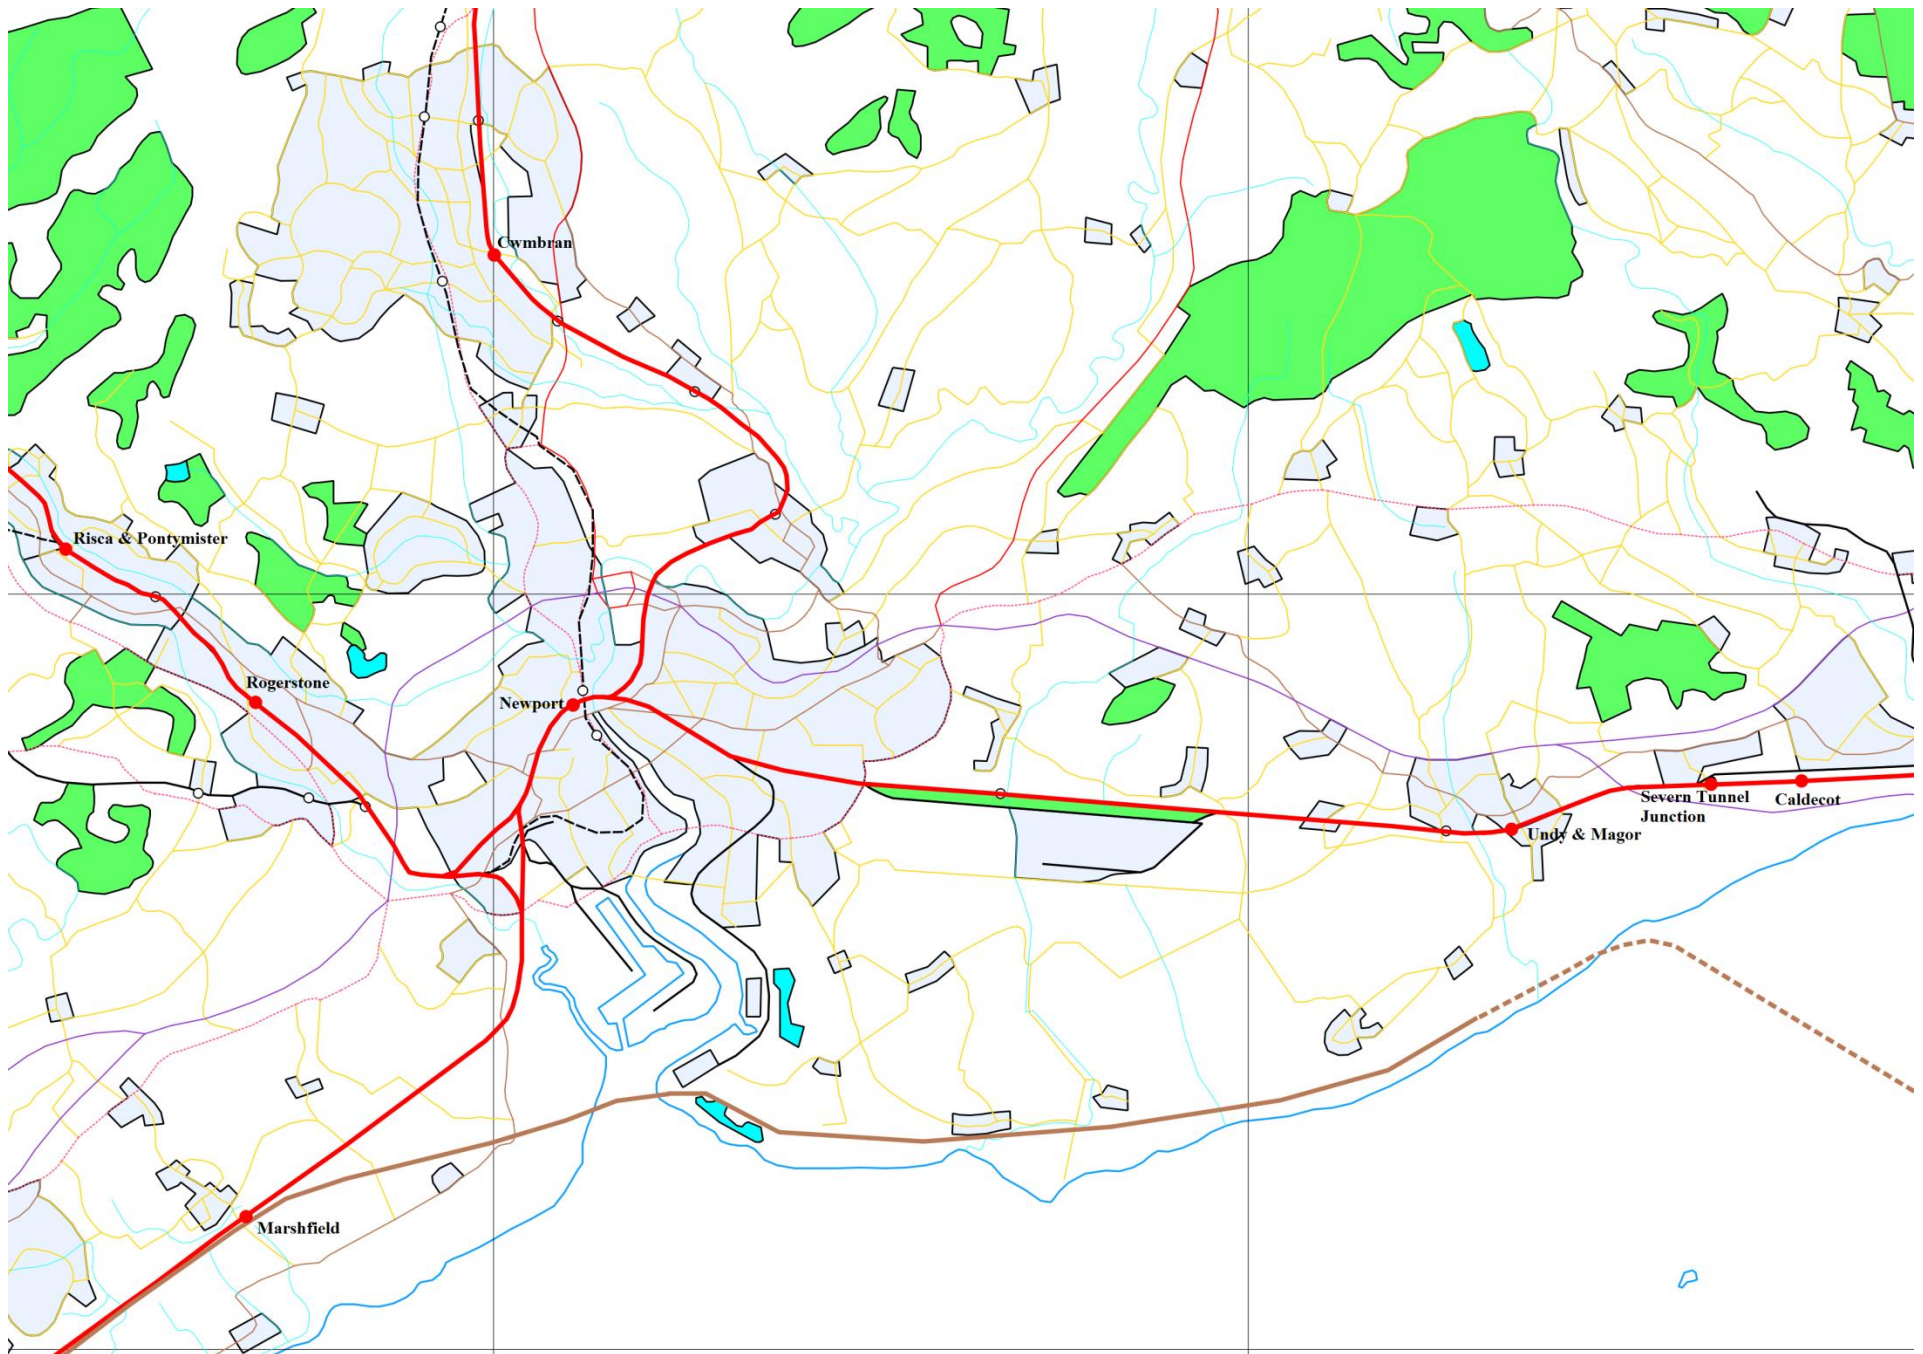 Cwmbran
Risca & Pontymister
Rogerstone
Newport
Severn Tunnel
Junction
Caldecot
Undy & Magor
Marshfield